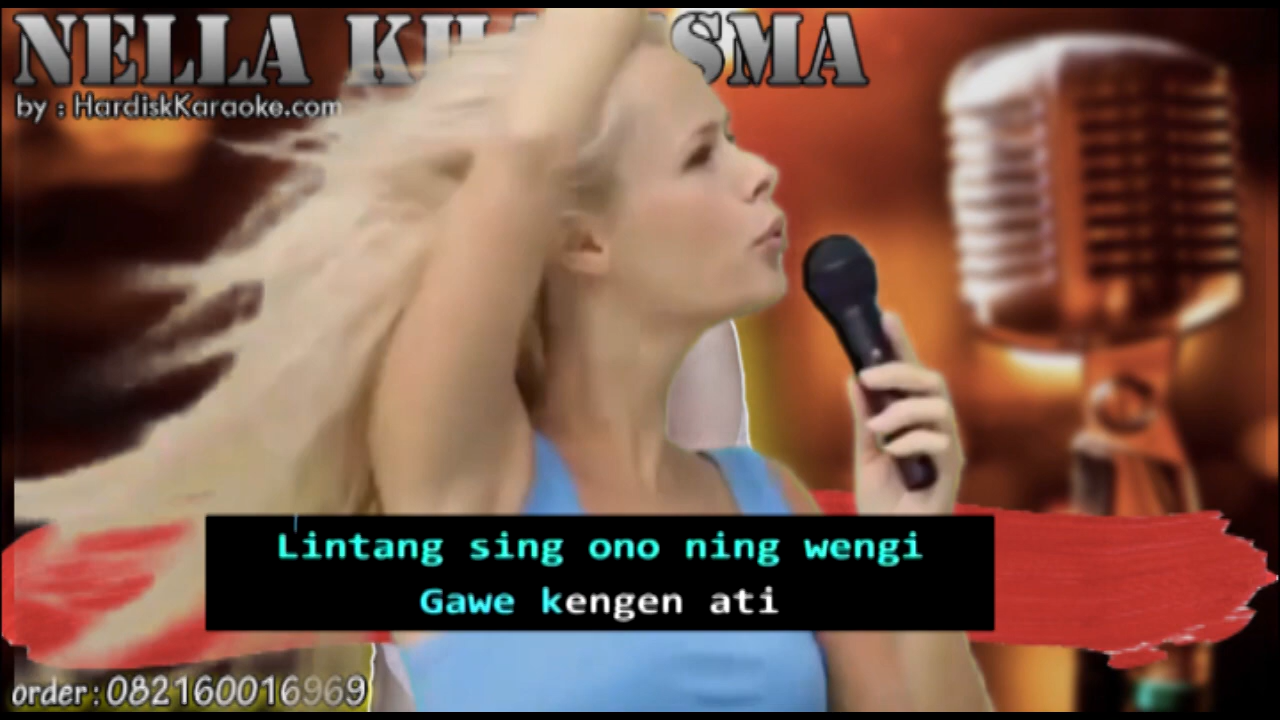 NELLA
by : HardiskKaraoke.com
Lintang sing ono ning wengi
Gawe kengen ati
order : 082160016969